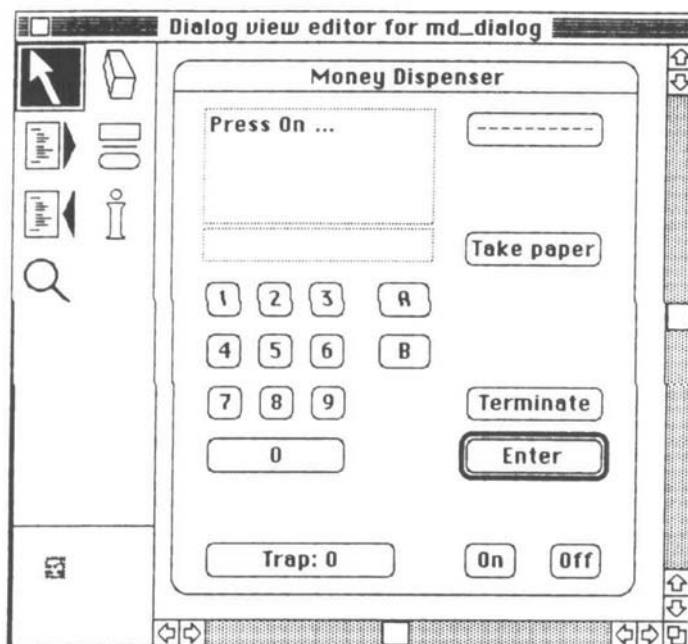 Dialog view editor for md_dialog
Money Dispenser
Press On ...
----------
Take paper
1 2 3 A
4 5 6 B
7 8 9 Terminate
0 Enter
Trap: 0 On Off